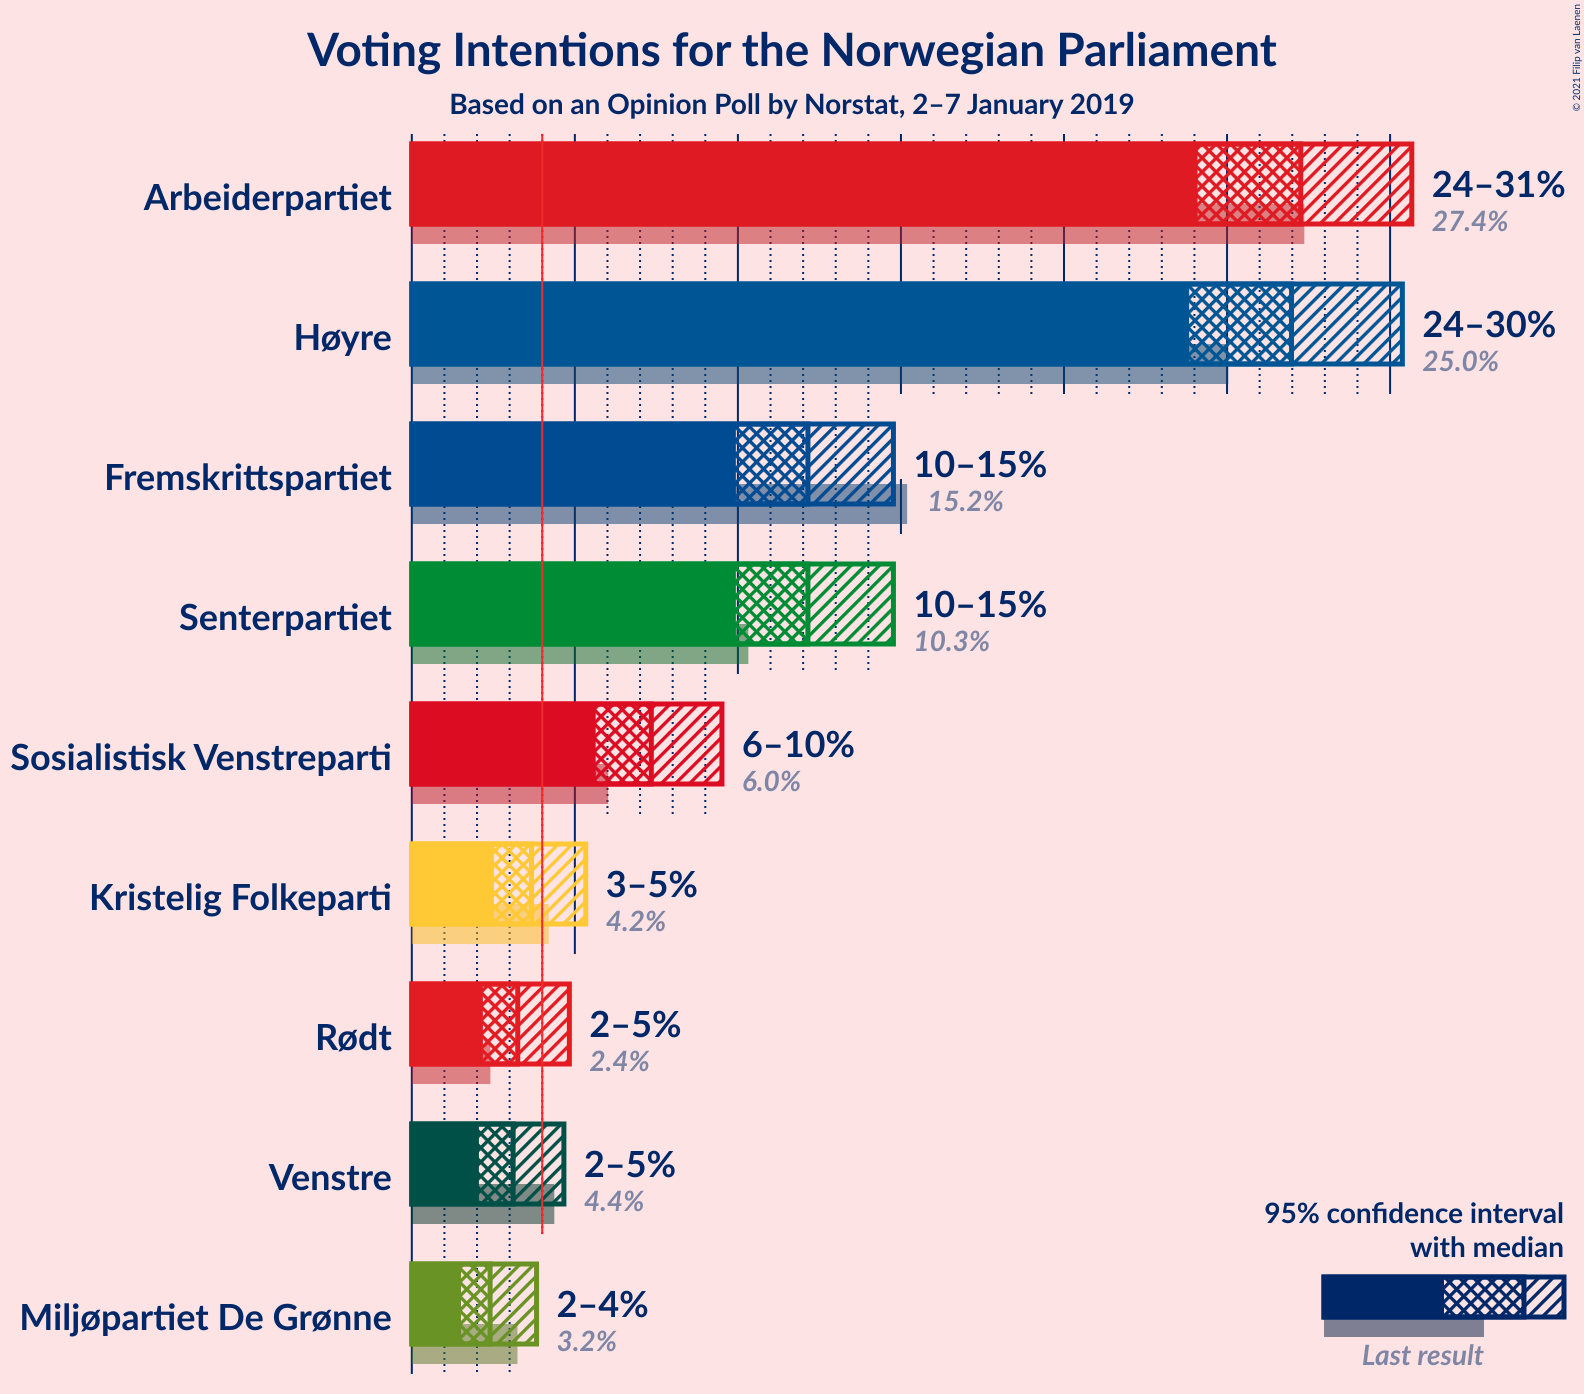 Voting Intentions for the Norwegian Parliament
Based on an Opinion Poll by Norstat, 2–7 January 2019
© 2021 Filip van Laenen
Arbeiderpartiet
24–31%
27.4%
Høyre
24–30%
25.0%
Fremskrittspartiet
10–15%
15.2%
Senterpartiet
10–15%
10.3%
Sosialistisk Venstreparti
6–10%
6.0%
Kristelig Folkeparti
3–5%
4.2%
Rødt
2–5%
2.4%
Venstre
2–5%
4.4%
Miljøpartiet De Grønne
2–4%
3.2%
95% confidence interval
with median
Last result